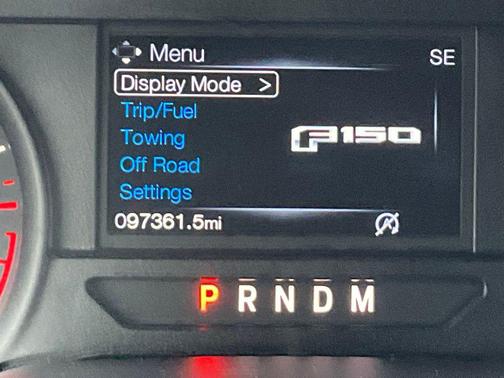 Menu
SE
Display Mode >
Trip/Fuel
Towing
F150
Off Road
Settings
097361.5mi
A
P R N D M